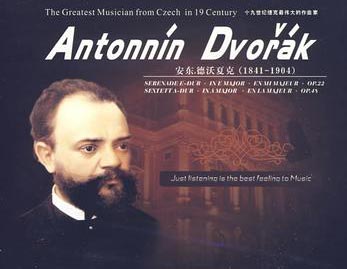 The Greatest Musician from Czech in 19 Century 十九世纪捷克最伟大的作曲家
Antonnín Dvořák
安东.德沃夏克 (1841-1904)
SERENADE E-DUR · IN E MAJOR · EN MI MAJEUR · OP.22
SEXTETT A-DUR · IN A MAJOR · EN LA MAJEUR · OP.48
Just listening is the best feeling to Music